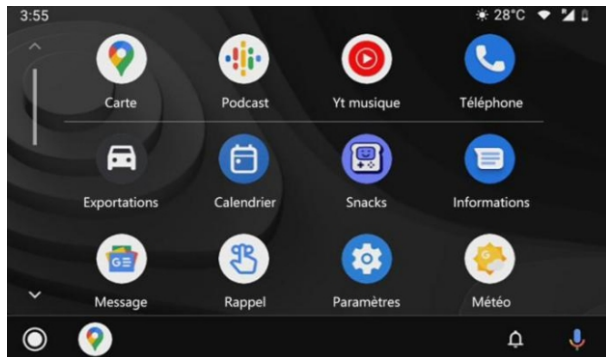 3:55 28°C
Carte Podcast Yt musique Téléphone
Exportations Calendrier Snacks Informations
Message Rappel Paramètres Météo